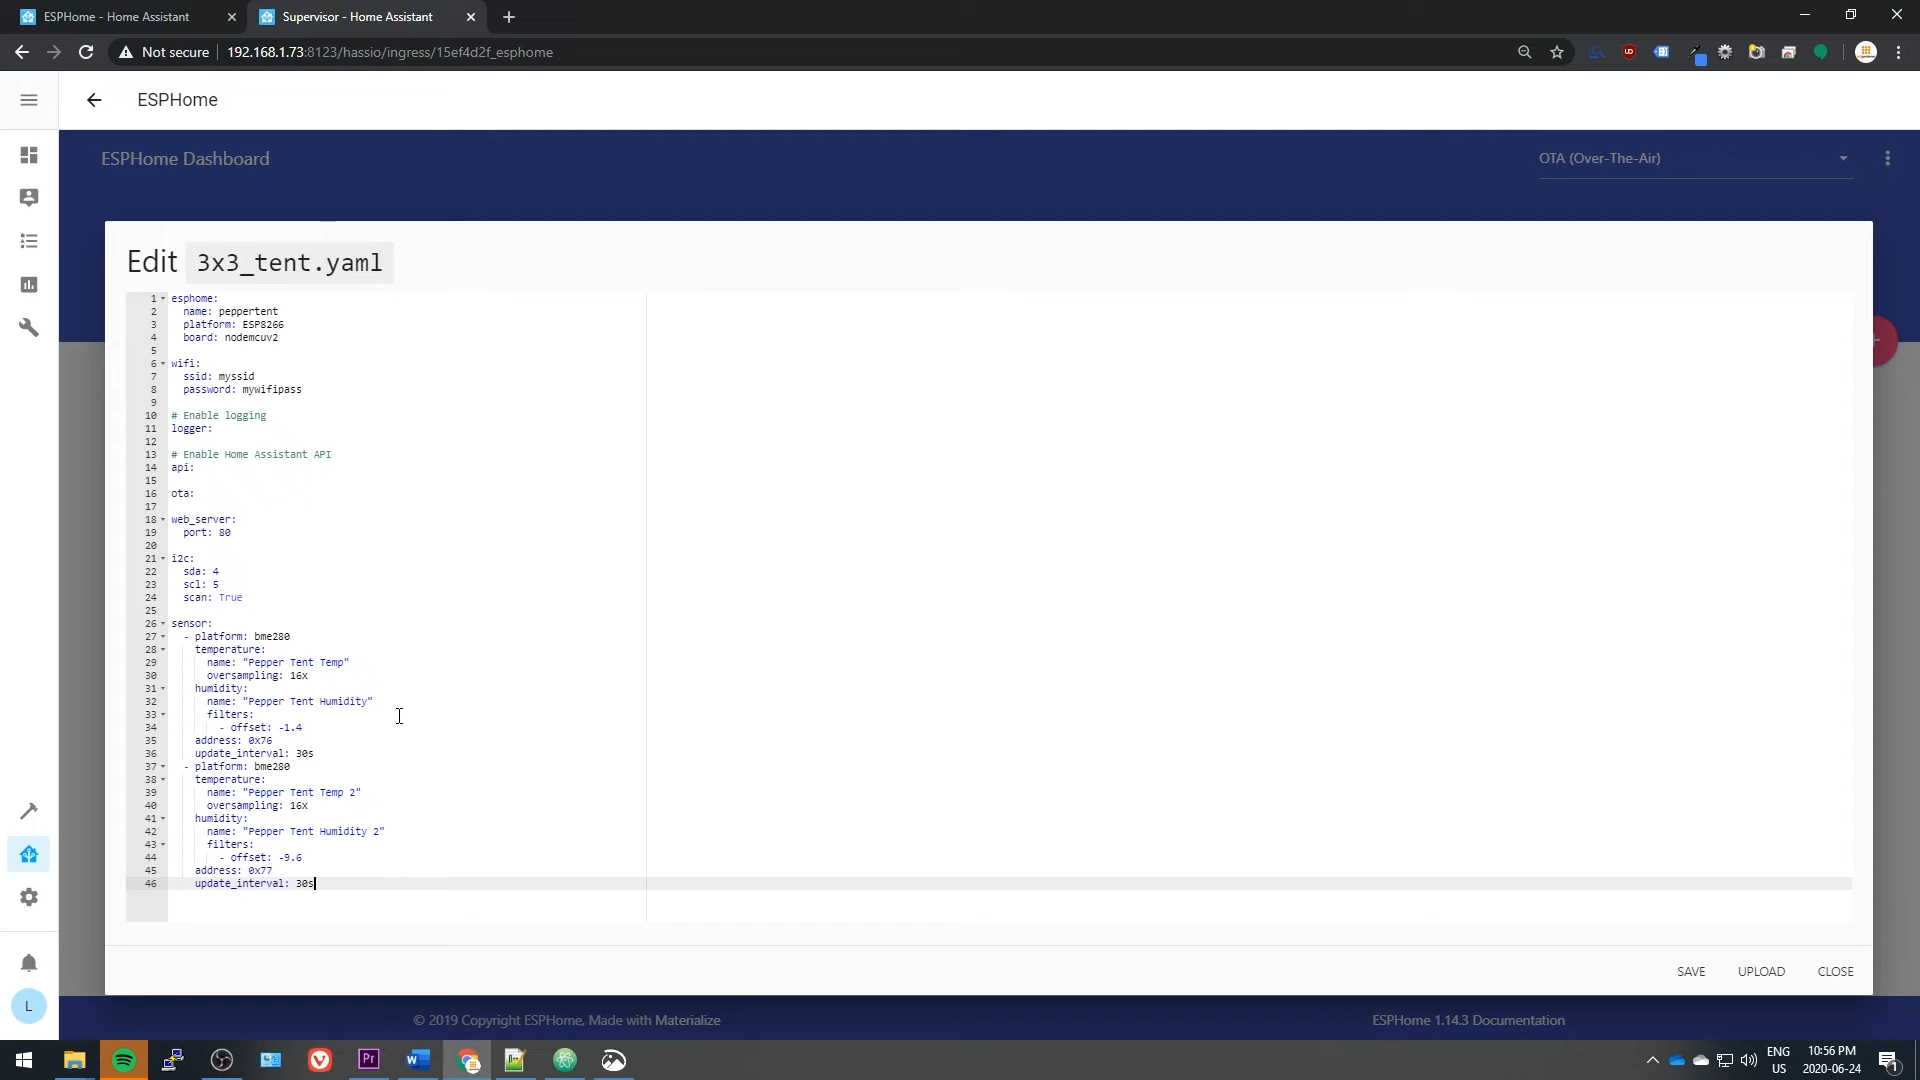 ESPHome - Home Assistant
Supervisor - Home Assistant
Not secure
192.168.1.73:8123/hassio/ingress/15ef4d2f_esphome
ESPHome
ESPHome Dashboard
OTA (Over-The-Air)
Edit 3x3_tent.yaml
1 esphome:
2   name: peppertent
3   platform: ESP8266
4   board: nodemcuv2
5
6 wifi:
7   ssid: myssid
8   password: mywifipass
9
10 # Enable logging
11 logger:
12
13 # Enable Home Assistant API
14 api:
15
16 ota:
17
18 web_server:
19   port: 80
20
21 i2c:
22   sda: 4
23   scl: 5
24   scan: True
25
26 sensor:
27   - platform: bme280
28     temperature:
29       name: "Pepper Tent Temp"
30       oversampling: 16x
31     humidity:
32       name: "Pepper Tent Humidity"
33       filters:
34         - offset: -1.4
35     address: 0x76
36     update_interval: 30s
37   - platform: bme280
38     temperature:
39       name: "Pepper Tent Temp 2"
40       oversampling: 16x
41     humidity:
42       name: "Pepper Tent Humidity 2"
43       filters:
44         - offset: -9.6
45     address: 0x77
46     update_interval: 30s
SAVE UPLOAD CLOSE
L
© 2019 Copyright ESPHome, Made with Materialize
ESPHome 1.14.3 Documentation
Pr
W
ENG
US
10:56 PM
2020-06-24
1